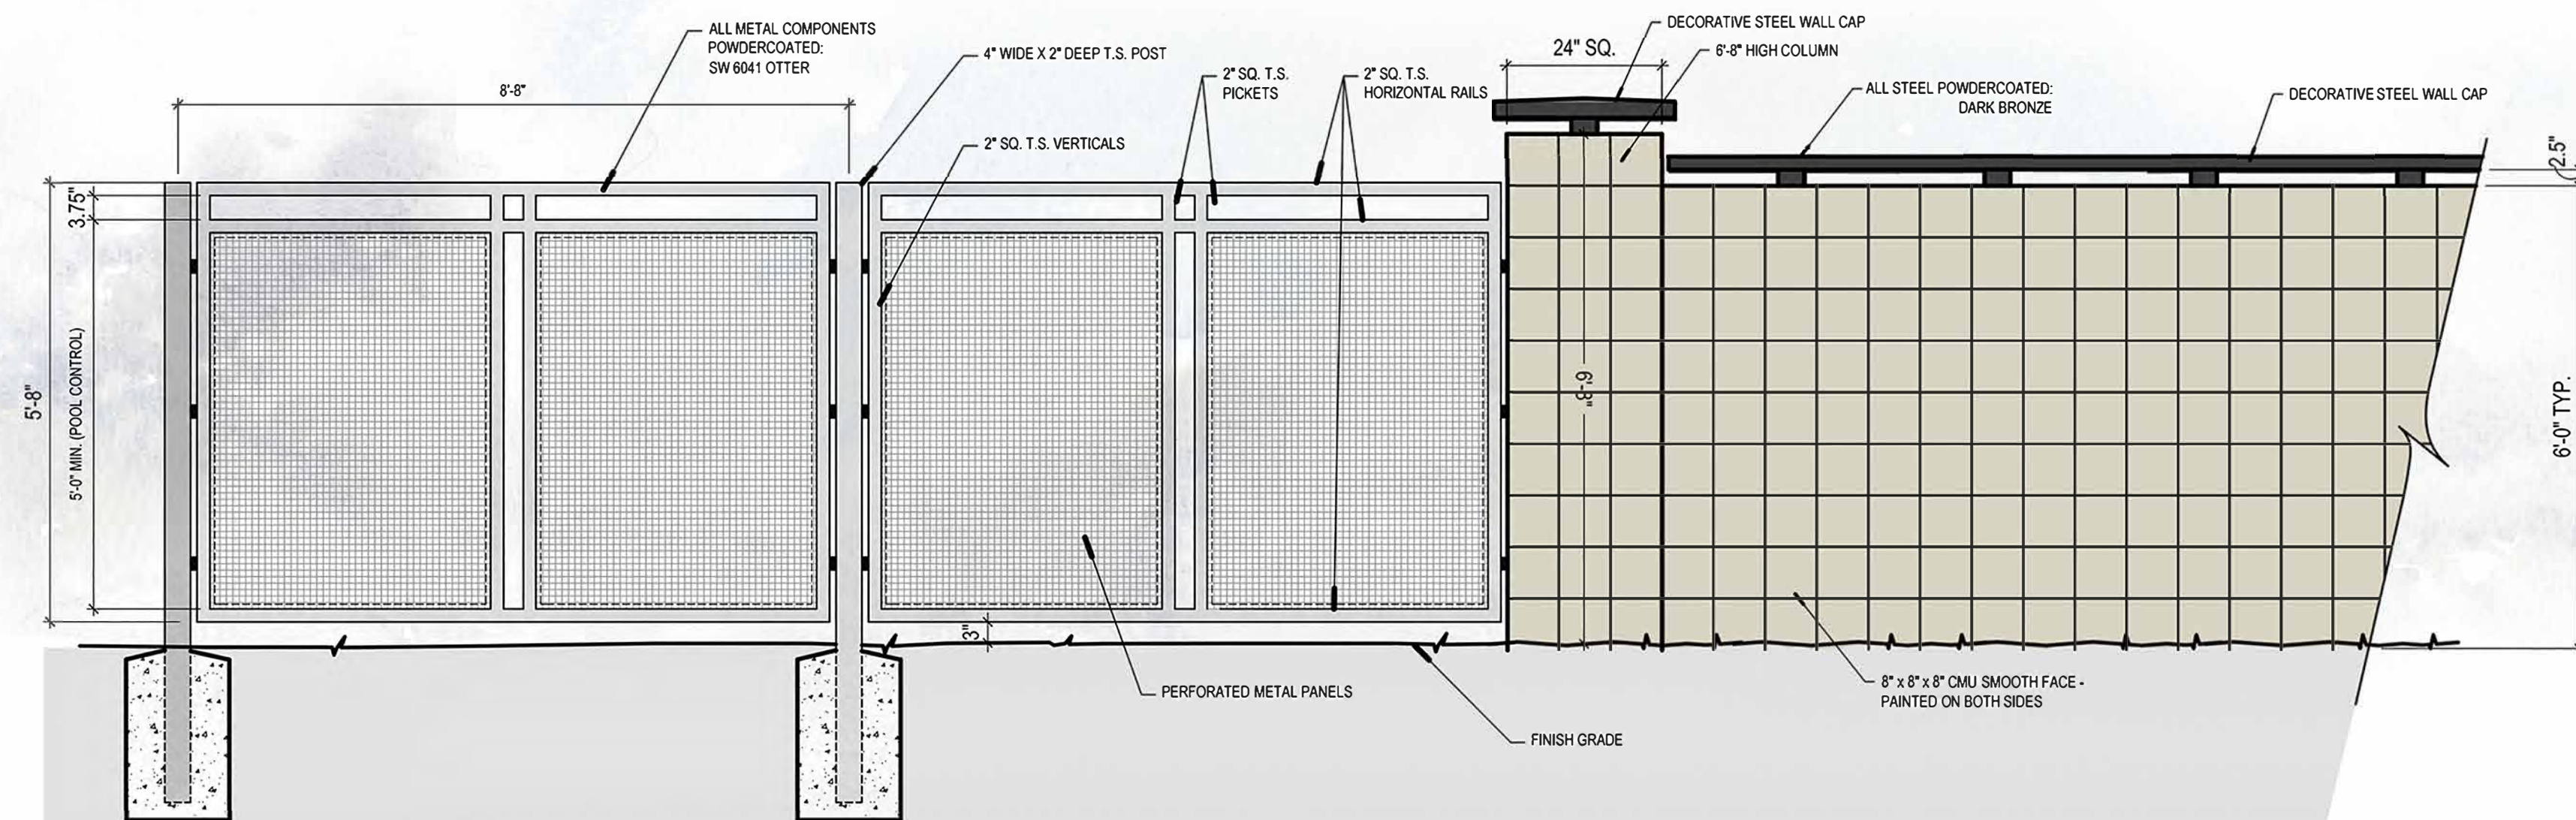 ALL METAL COMPONENTS
POWDERCOATED:
SW 6041 OTTER
8'-8"
4" WIDE X 2" DEEP T.S. POST
2" SQ. T.S. VERTICALS
2" SQ. T.S.
PICKETS
2" SQ. T.S.
HORIZONTAL RAILS
24" SQ.
DECORATIVE STEEL WALL CAP
6'-8" HIGH COLUMN
ALL STEEL POWDERCOATED:
DARK BRONZE
DECORATIVE STEEL WALL CAP
2.5"
3.75"
5'-8"
5'-0" MIN. (POOL CONTROL)
6'-8"
6'-0" TYP.
3"
PERFORATED METAL PANELS
FINISH GRADE
8" x 8" x 8" CMU SMOOTH FACE -
PAINTED ON BOTH SIDES